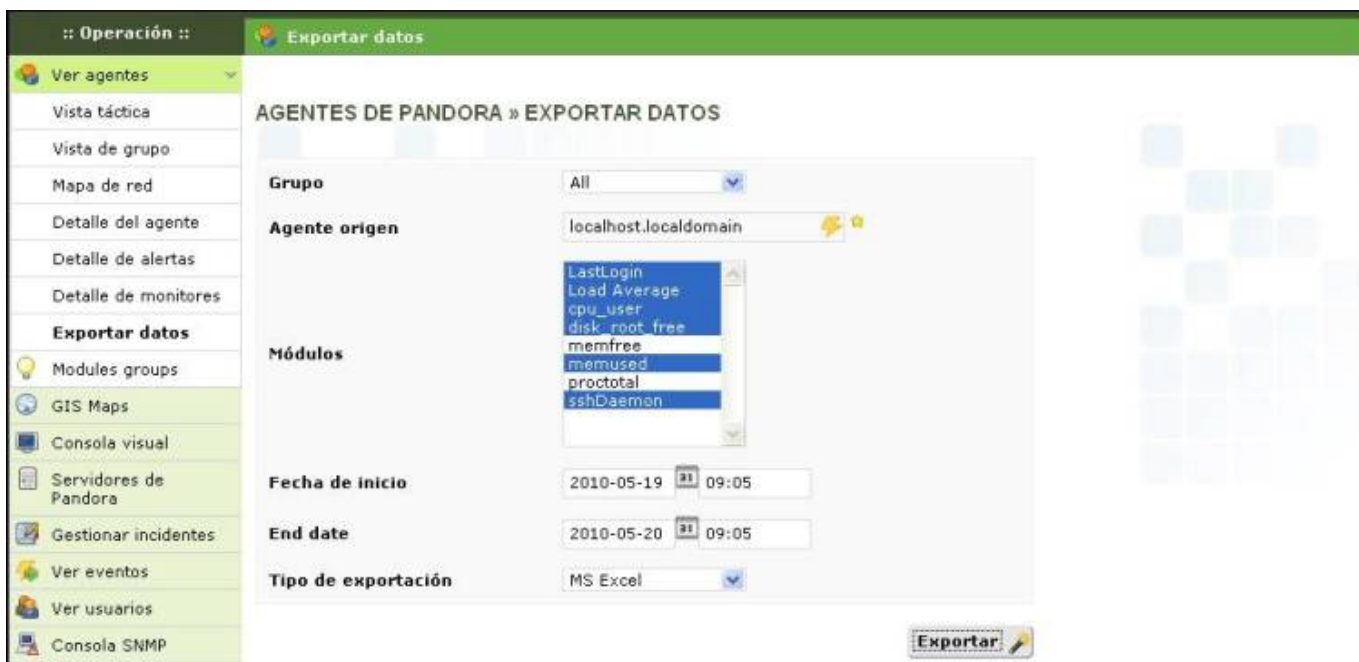 :: Operación ::
Exportar datos
Ver agentes
Vista táctica
Vista de grupo
Mapa de red
Detalle del agente
Detalle de alertas
Detalle de monitores
Exportar datos
Modules groups
GIS Maps
Consola visual
Servidores de
Pandora
Gestionar incidentes
Ver eventos
Ver usuarios
Consola SNMP
AGENTES DE PANDORA » EXPORTAR DATOS
Grupo All
Agente origen localhost.localdomain
Módulos
LastLogin
Load Average
cpu_user
disk_root_free
memfree
memused
proctotal
sshDaemon
Fecha de inicio 2010-05-19 31 09:05
End date 2010-05-20 31 09:05
Tipo de exportación MS Excel
Exportar